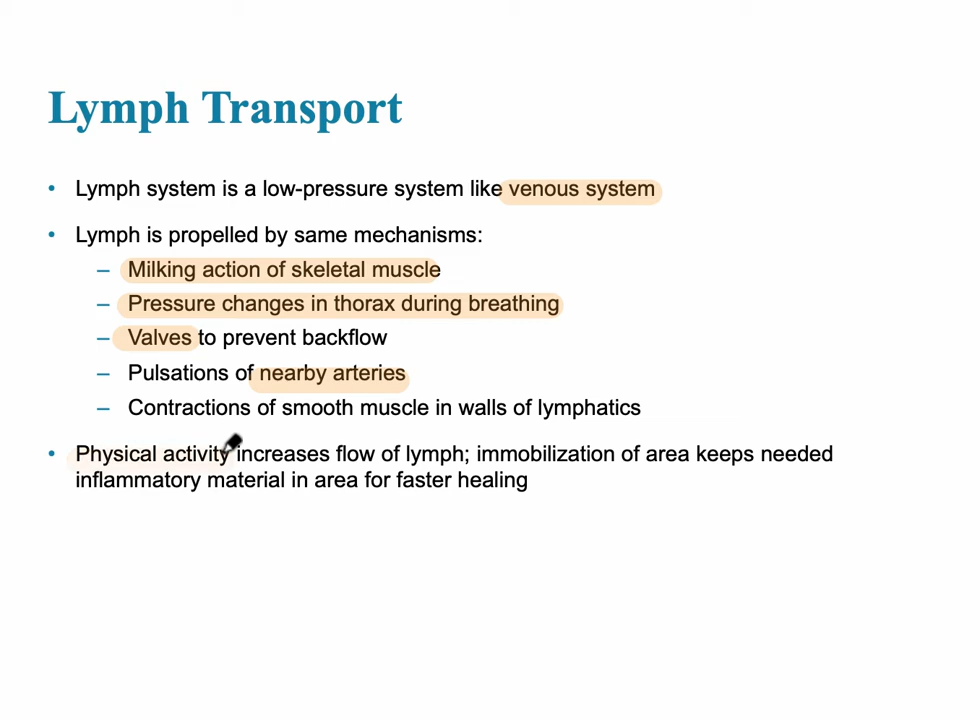 Lymph Transport
• Lymph system is a low-pressure system like venous system
• Lymph is propelled by same mechanisms:
– Milking action of skeletal muscle
– Pressure changes in thorax during breathing
– Valves to prevent backflow
– Pulsations of nearby arteries
– Contractions of smooth muscle in walls of lymphatics
• Physical activity increases flow of lymph; immobilization of area keeps needed
inflammatory material in area for faster healing